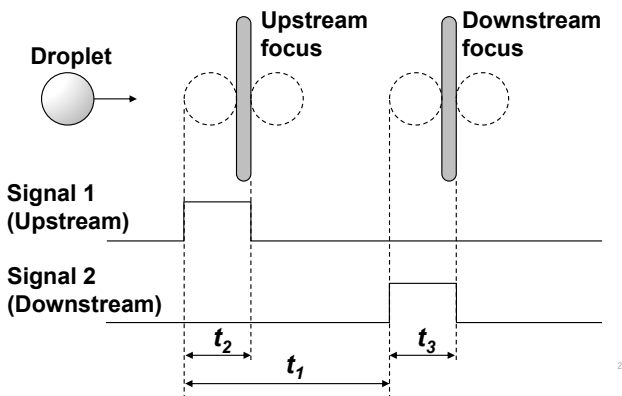 Upstream
focus
Downstream
focus
Droplet
Signal 1
(Upstream)
Signal 2
(Downstream)
t2
t3
t1
2